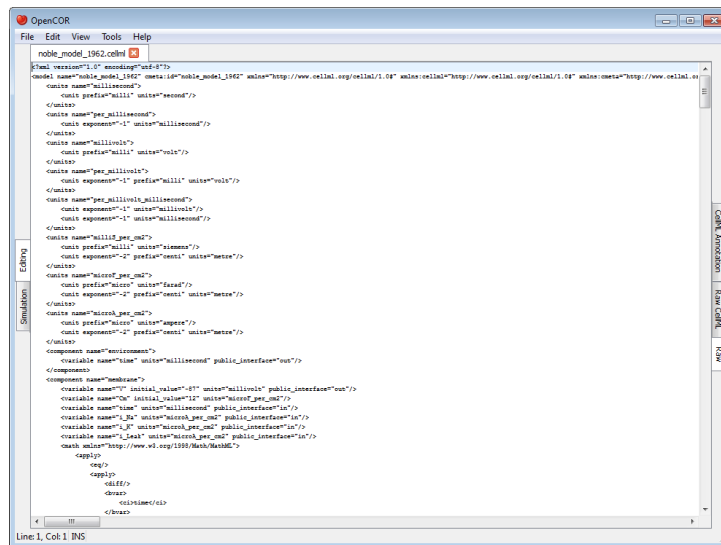 OpenCOR
File Edit View Tools Help
noble_model_1962.cellml
<?xml version="1.0" encoding="utf-8"?>
<model name="noble_model_1962" cmeta:id="noble_model_1962" xmlns="http://www.cellml.org/cellml/1.0#" xmlns:cellml="http://www.cellml.org/cellml/1.0#" xmlns:cmeta="http://www.cellml.or
<units name="millisecond">
<unit prefix="milli" units="second"/>
</units>
<units name="per_millisecond">
<unit exponent="-1" units="millisecond"/>
</units>
<units name="millivolt">
<unit prefix="milli" units="volt"/>
</units>
<units name="per_millivolt">
<unit exponent="-1" prefix="milli" units="volt"/>
</units>
<units name="per_millivolt_millisecond">
<unit exponent="-1" units="millivolt"/>
<unit exponent="-1" units="millisecond"/>
</units>
<units name="milliS_per_cm2">
<unit prefix="milli" units="siemens"/>
<unit exponent="-2" prefix="centi" units="metre"/>
</units>
<units name="microF_per_cm2">
<unit prefix="micro" units="farad"/>
<unit exponent="-2" prefix="centi" units="metre"/>
</units>
<units name="microA_per_cm2">
<unit prefix="micro" units="ampere"/>
<unit exponent="-2" prefix="centi" units="metre"/>
</units>
<component name="environment">
<variable name="time" units="millisecond" public_interface="out"/>
</component>
<component name="membrane">
<variable name="V" initial_value="-87" units="millivolt" public_interface="out"/>
<variable name="Cm" initial_value="12" units="microF_per_cm2"/>
<variable name="time" units="millisecond" public_interface="in"/>
<variable name="i_Na" units="microA_per_cm2" public_interface="in"/>
<variable name="i_K" units="microA_per_cm2" public_interface="in"/>
<variable name="i_Leak" units="microA_per_cm2" public_interface="in"/>
<math xmlns="http://www.w3.org/1998/Math/MathML">
<apply>
<eq/>
<apply>
<diff/>
<bvar>
<ci>time</ci>
</bvar>
Editing
Simulation
CellML Annotation
Raw CellML
Raw
Line: 1, Col: 1 INS